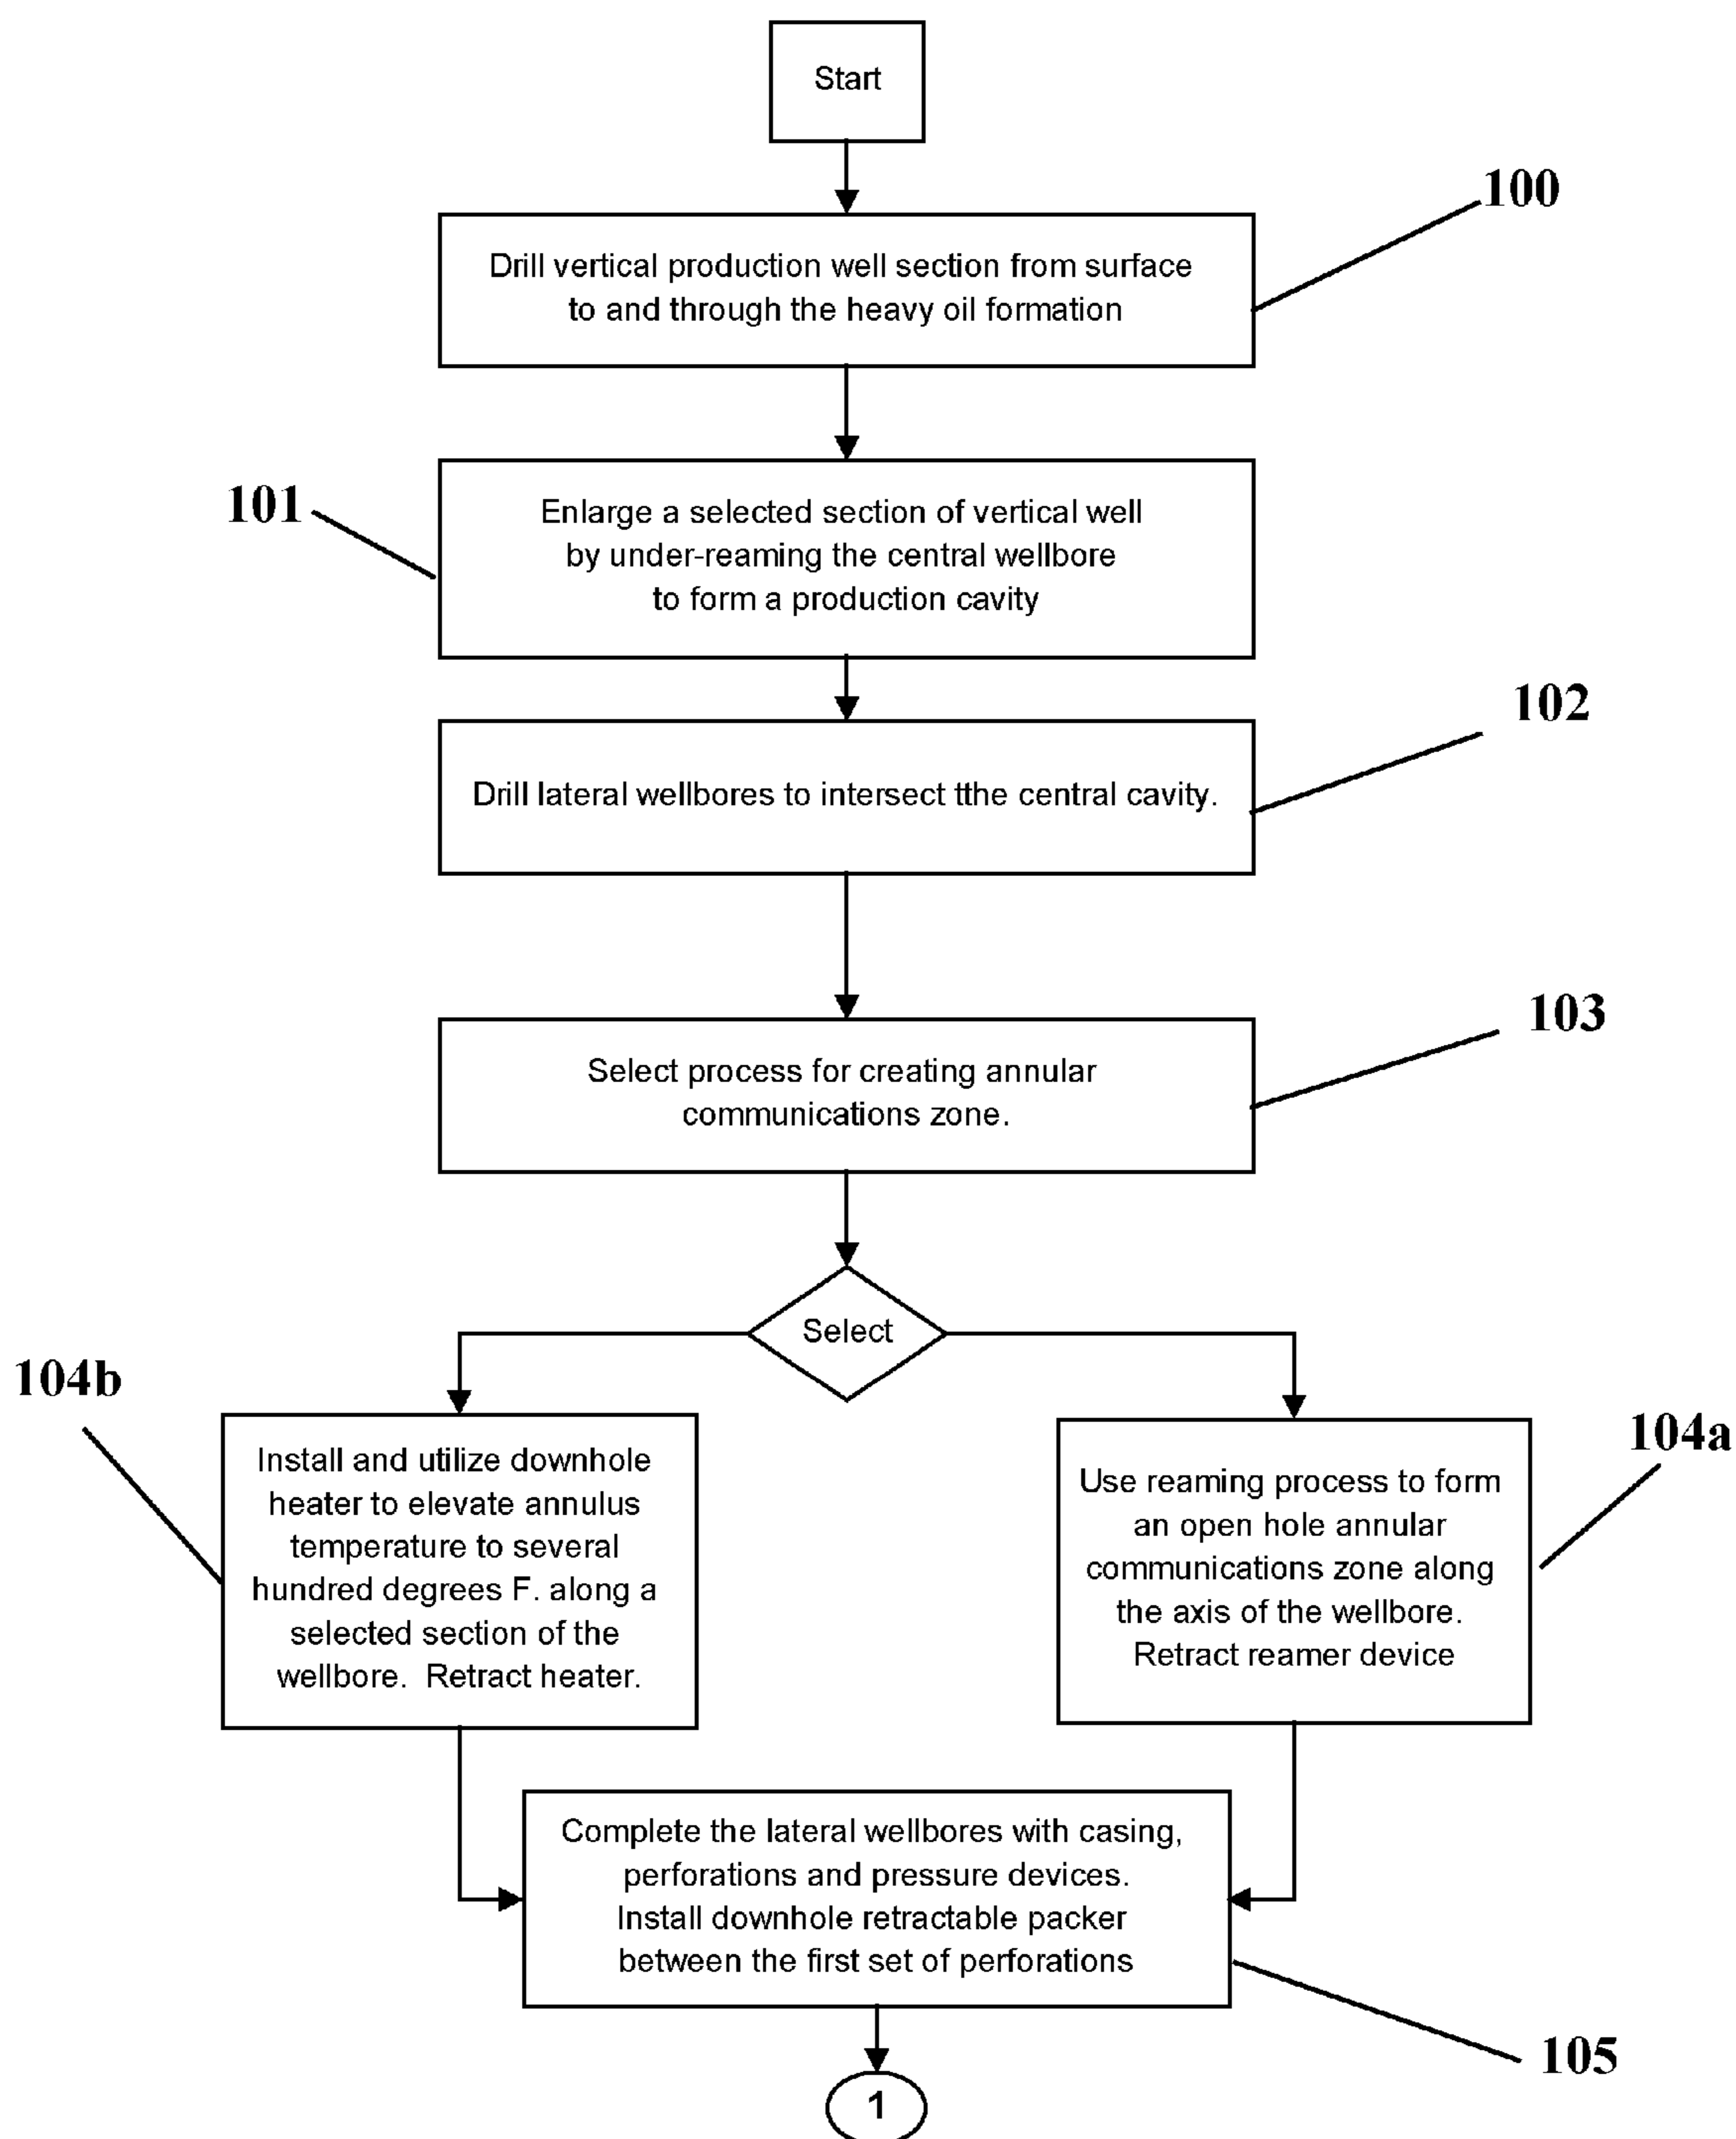 Start
100
Drill vertical production well section from surface
to and through the heavy oil formation
101
Enlarge a selected section of vertical well
by under-reaming the central wellbore
to form a production cavity
102
Drill lateral wellbores to intersect tthe central cavity.
103
Select process for creating annular
communications zone.
Select
104b
Install and utilize downhole
heater to elevate annulus
temperature to several
hundred degrees F. along a
selected section of the
wellbore.  Retract heater.
104a
Use reaming process to form
an open hole annular
communications zone along
the axis of the wellbore.
Retract reamer device
Complete the lateral wellbores with casing,
perforations and pressure devices.
Install downhole retractable packer
between the first set of perforations
105
1